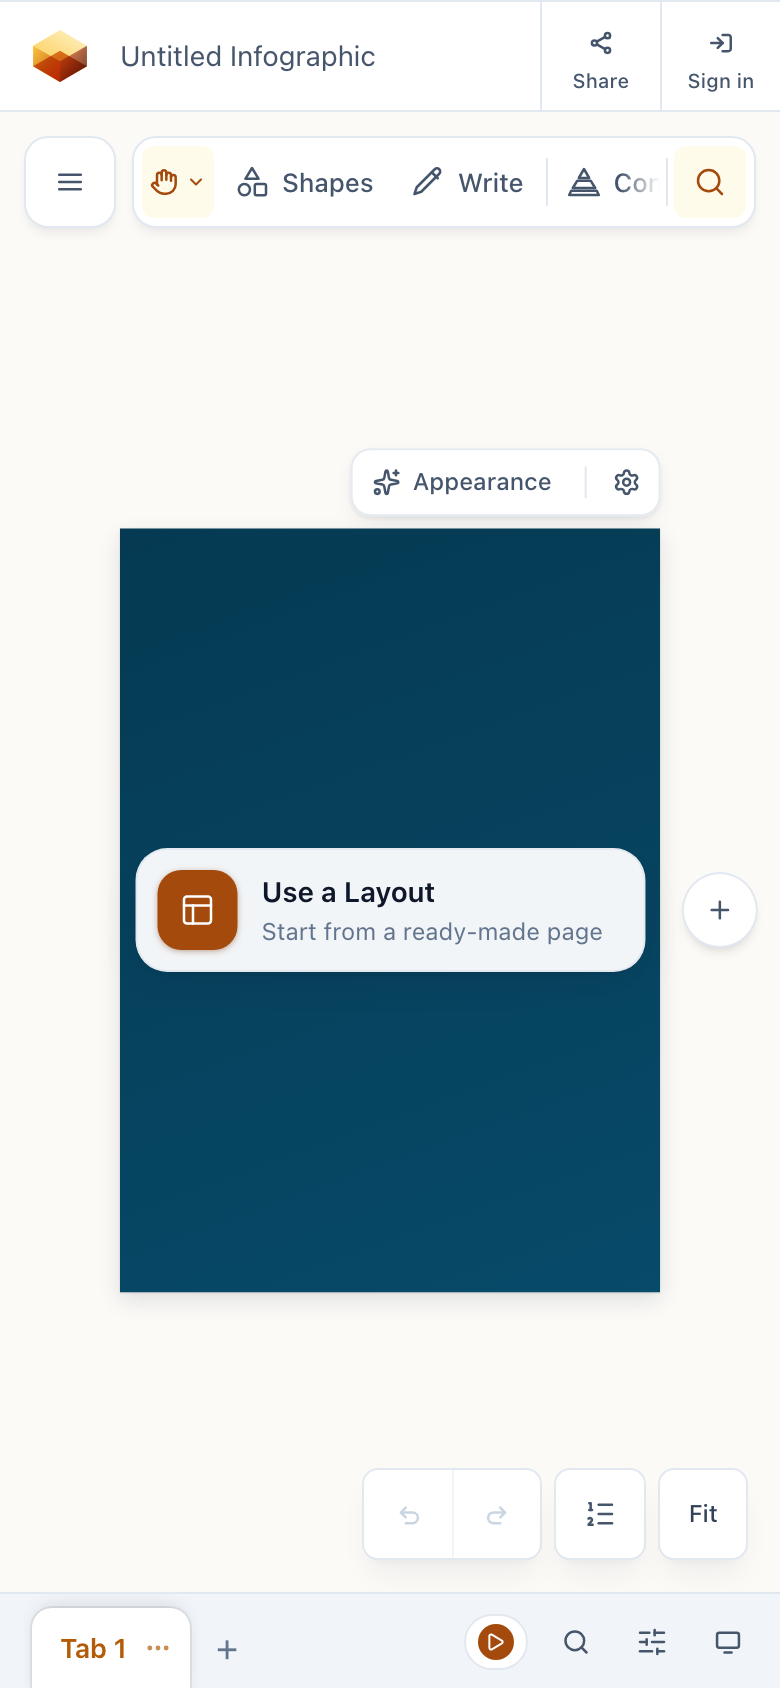 Untitled Infographic
Share
Sign in
Shapes
Write
Appearance
Use a Layout
Start from a ready-made page
Fit
Tab 1